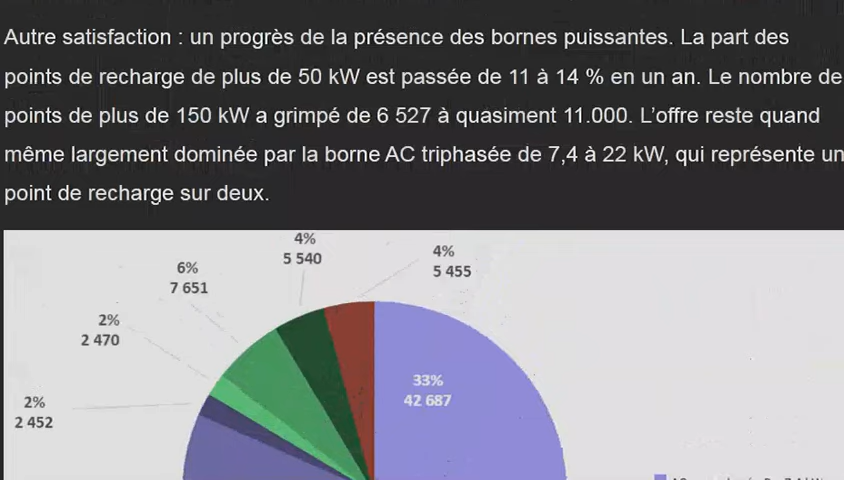 Autre satisfaction : un progrès de la présence des bornes puissantes. La part des
points de recharge de plus de 50 kW est passée de 11 à 14 % en un an. Le nombre de
points de plus de 150 kW a grimpé de 6 527 à quasiment 11.000. L’offre reste quand
même largement dominée par la borne AC triphasée de 7,4 à 22 kW, qui représente un
point de recharge sur deux.
4%
5 540
4%
5 455
6%
7 651
2%
2 470
33%
42 687
2%
2 452